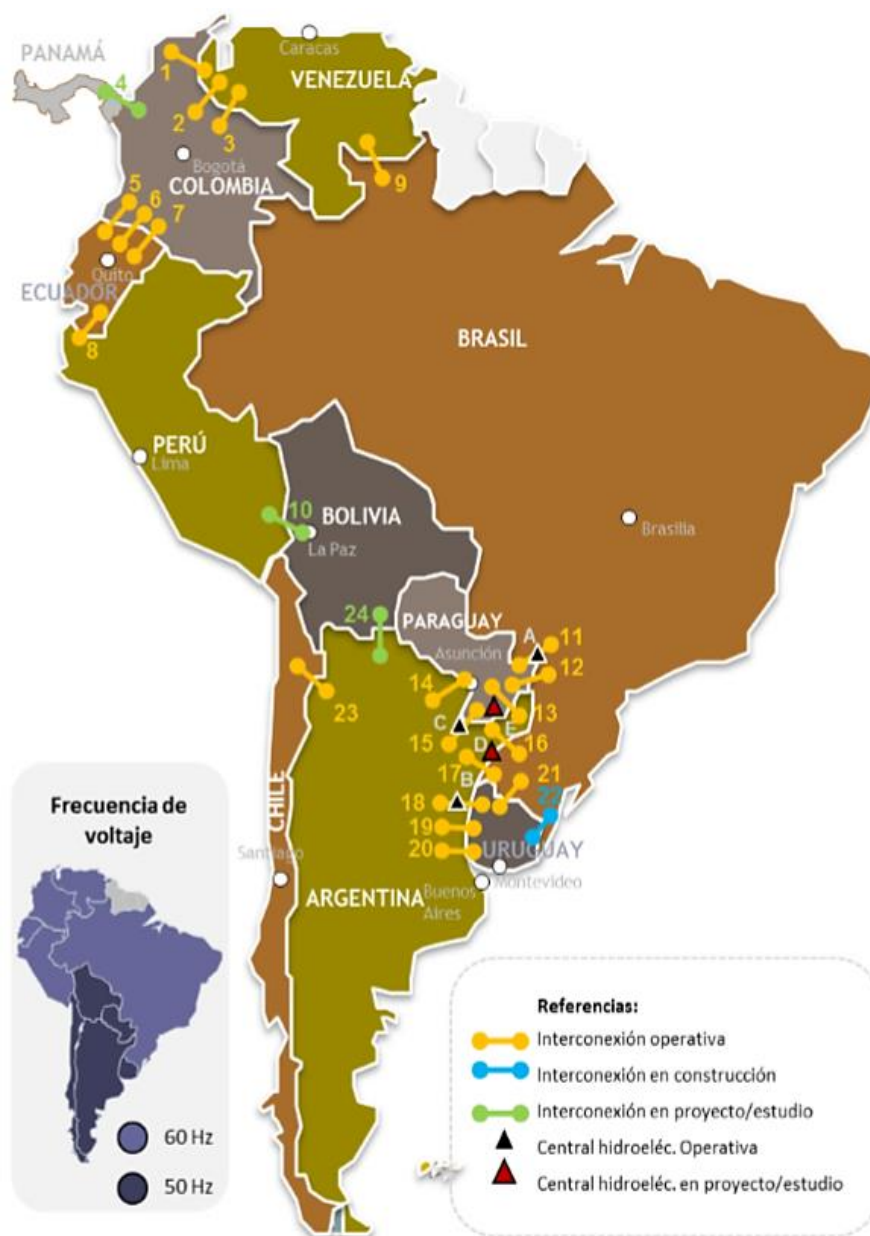 PANAMÁ
Caracas
VENEZUELA
1
4
2
3
Bogotá
COLOMBIA
9
5
6
7
Quito
ECUADOR
8
BRASIL
PERÚ
Lima
10
BOLIVIA
La Paz
Brasilia
24
PARAGUAY
A
11
Asunción
12
14
23
13
C
E
15
D
16
17
B
21
18
22
19
20
URUGUAY
CHILE
Santiago
Montevideo
ARGENTINA
Buenos
Aires
Frecuencia de
voltaje
60 Hz
50 Hz
Referencias:
Interconexión operativa
Interconexión en construcción
Interconexión en proyecto/estudio
Central hidroeléc. Operativa
Central hidroeléc. en proyecto/estudio